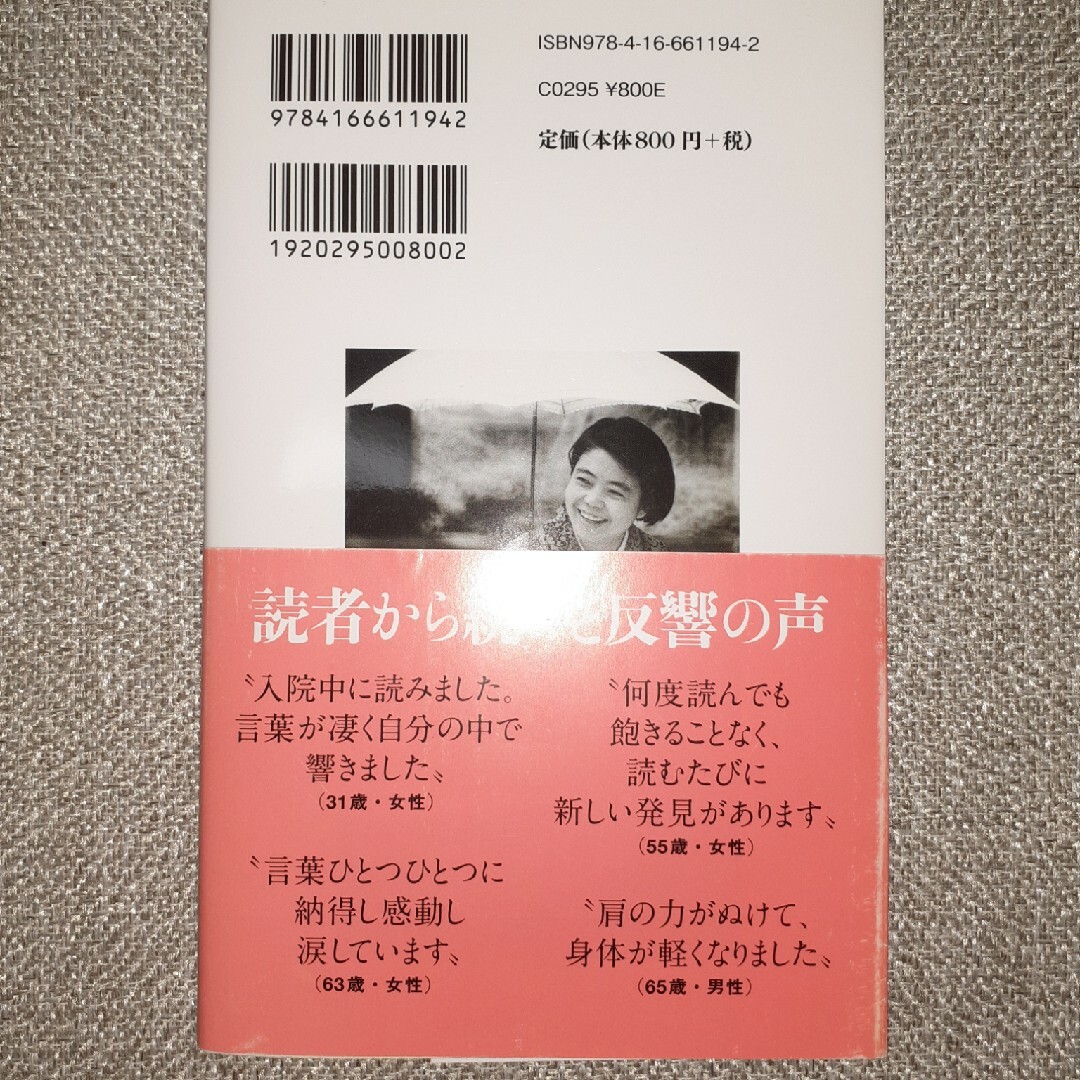 ISBN978-4-16-661194-2
9784166611942
C0295 ¥800E
定価(本体800円+税)
1920295008002
読者から 反響の声
〝入院中に読みました。
言葉が凄く自分の中で
響きました〟
(31歳・女性)
〝何度読んでも
飽きることなく、
読むたびに
新しい発見があります〟
(55歳・女性)
〝言葉ひとつひとつに
納得し感動し
涙しています〟
(63歳・女性)
〝肩の力がぬけて、
身体が軽くなりました〟
(65歳・男性)